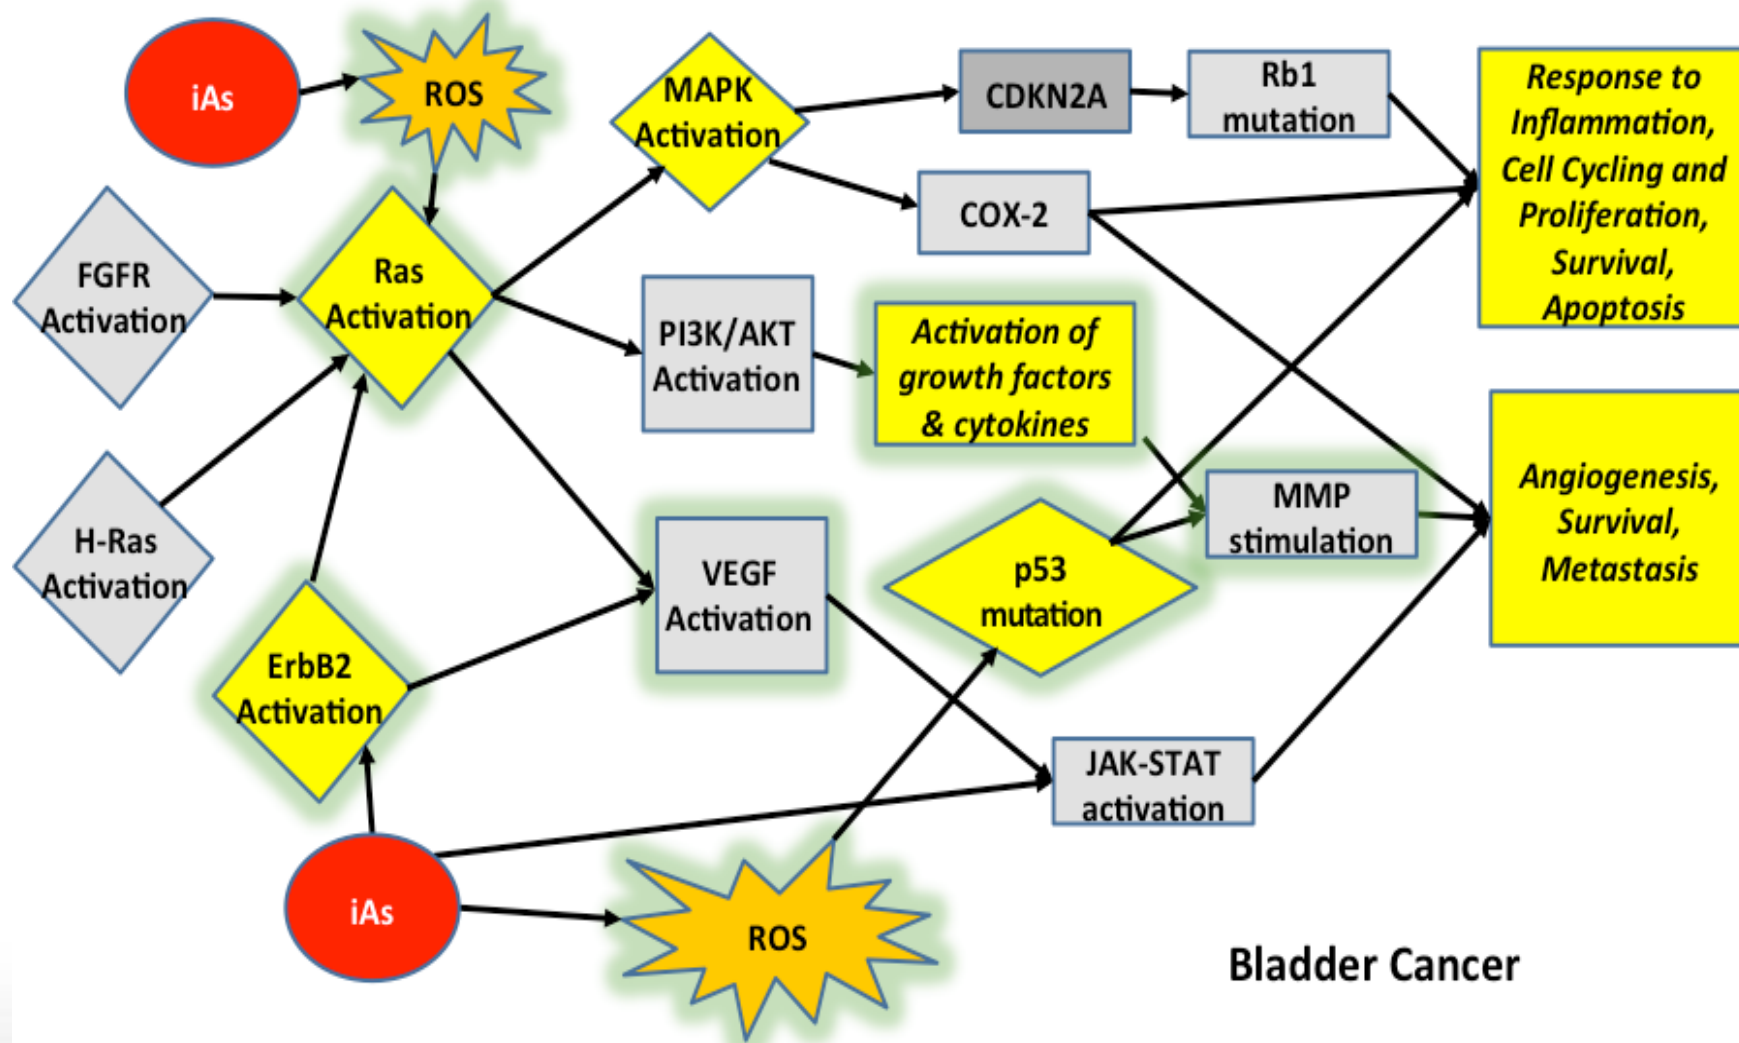 iAs
ROS
MAPK
Activation
CDKN2A
Rb1
mutation
Response to
Inflammation,
Cell Cycling and
Proliferation,
Survival,
Apoptosis
COX-2
FGFR
Activation
Ras
Activation
PI3K/AKT
Activation
Activation of
growth factors
& cytokines
H-Ras
Activation
VEGF
Activation
p53
mutation
MMP
stimulation
Angiogenesis,
Survival,
Metastasis
ErbB2
Activation
JAK-STAT
activation
iAs
ROS
Bladder Cancer